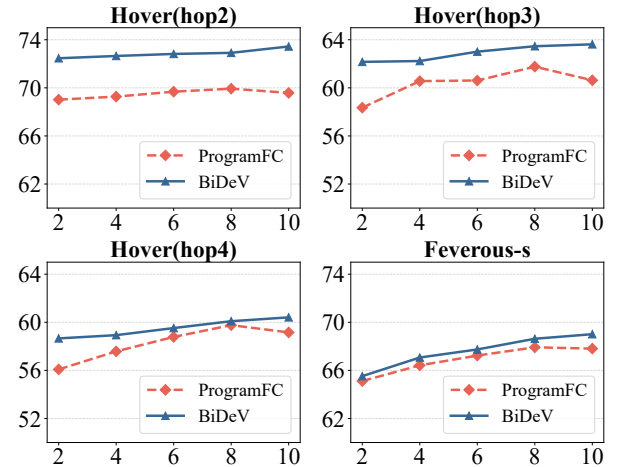 Hover(hop2)
74
70
66
62
2 4 6 8 10
ProgramFC
BiDeV
Hover(hop3)
64
60
56
52
2 4 6 8 10
ProgramFC
BiDeV
Hover(hop4)
64
60
56
52
2 4 6 8 10
ProgramFC
BiDeV
Feverous-s
74
70
66
62
2 4 6 8 10
ProgramFC
BiDeV